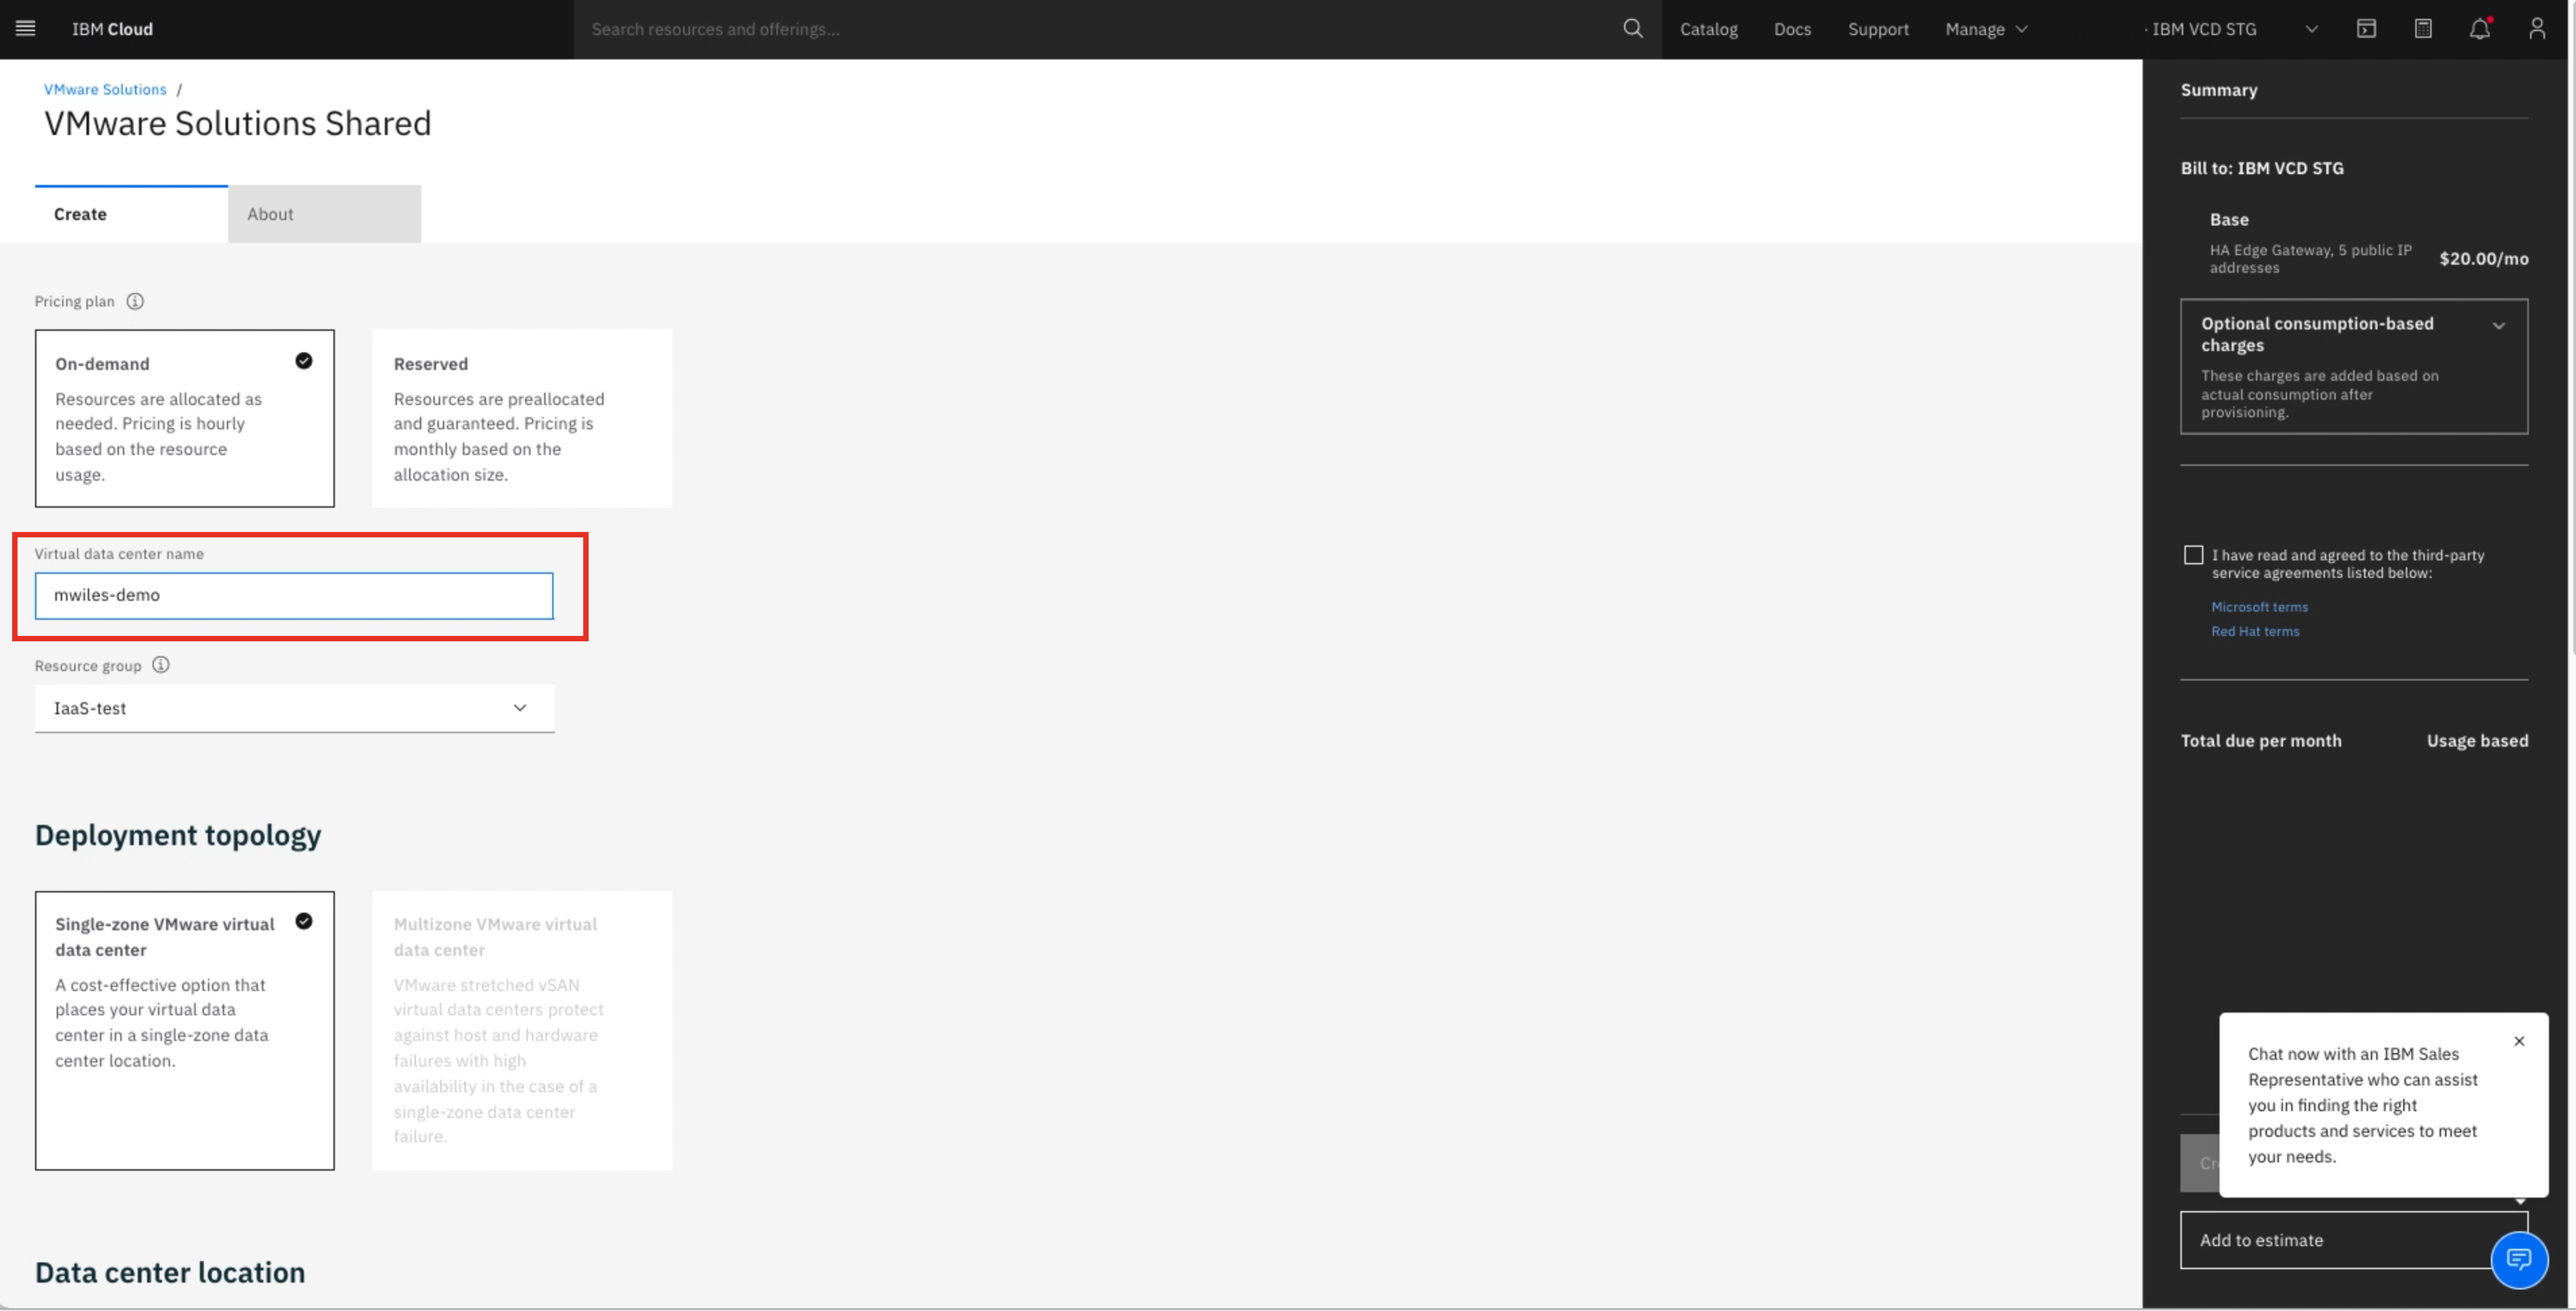 IBM Cloud
Search resources and offerings...
Catalog
Docs
Support
Manage
· IBM VCD STG
VMware Solutions /
VMware Solutions Shared
Create
About
Pricing plan
On-demand
Resources are allocated as
needed. Pricing is hourly
based on the resource
usage.
Reserved
Resources are preallocated
and guaranteed. Pricing is
monthly based on the
allocation size.
Virtual data center name
mwiles-demo
Resource group
IaaS-test
Deployment topology
Single-zone VMware virtual
data center
A cost-effective option that
places your virtual data
center in a single-zone data
center location.
Multizone VMware virtual
data center
VMware stretched vSAN
virtual data centers protect
against host and hardware
failures with high
availability in the case of a
single-zone data center
failure.
Data center location
Summary
Bill to: IBM VCD STG
Base
HA Edge Gateway, 5 public IP
addresses
$20.00/mo
Optional consumption-based
charges
These charges are added based on
actual consumption after
provisioning.
I have read and agreed to the third-party
service agreements listed below:
Microsoft terms
Red Hat terms
Total due per month
Usage based
Chat now with an IBM Sales
Representative who can assist
you in finding the right
products and services to meet
your needs.
Add to estimate